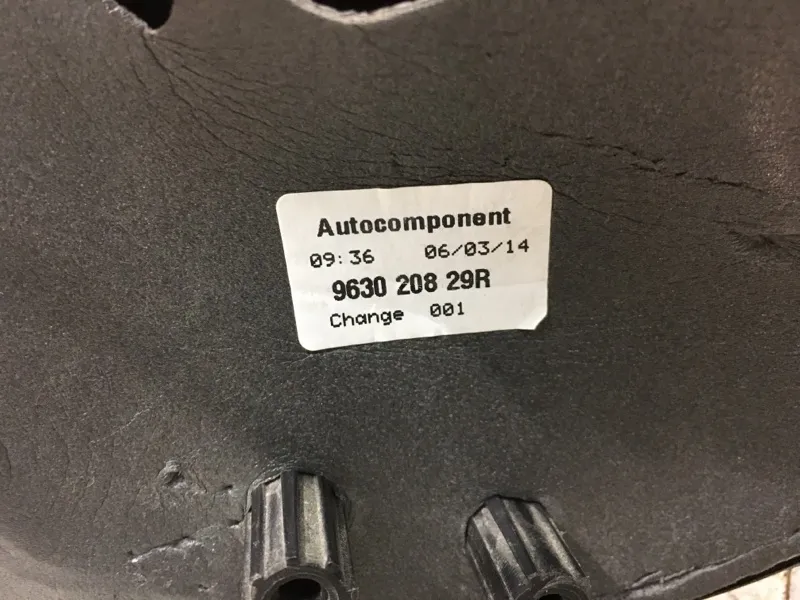 Autocomponent
09:36 06/03/14
9630 208 29R
Change 001